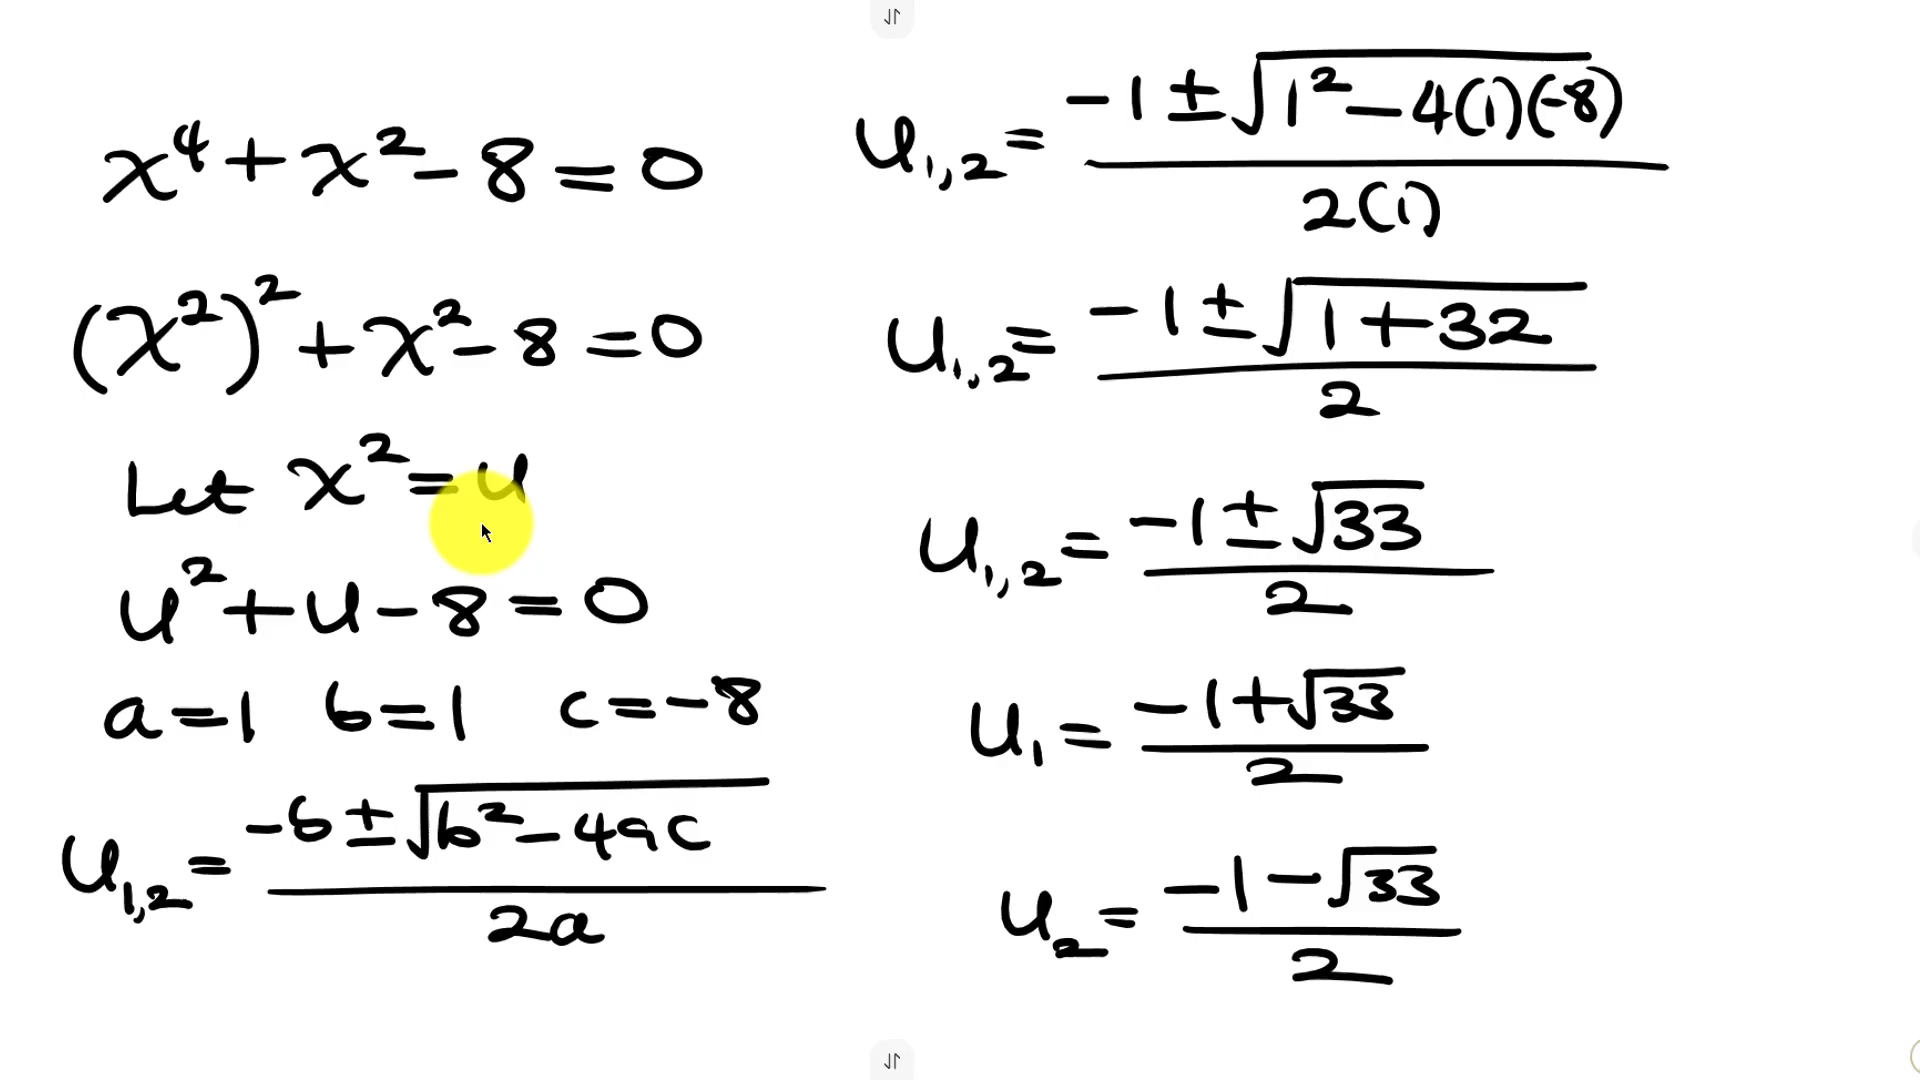 x⁴ + x² - 8 = 0
(x²)² + x² - 8 = 0
Let x² = u
u² + u - 8 = 0
a = 1 b = 1 c = -8
u₁,₂ = (-b ± √(b² - 4ac)) / 2a
u₁,₂ = (-1 ± √(1² - 4(1)(-8))) / 2(1)
u₁,₂ = (-1 ± √(1 + 32)) / 2
u₁,₂ = (-1 ± √33) / 2
u₁ = (-1 + √33) / 2
u₂ = (-1 - √33) / 2